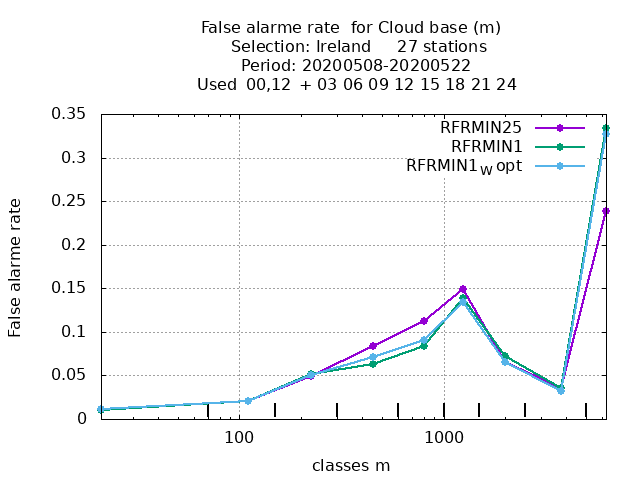 False alarme rate  for Cloud base (m)
Selection: Ireland     27 stations
Period: 20200508-20200522
Used  00,12  + 03 06 09 12 15 18 21 24
RFRMIN25
RFRMIN1
RFRMIN1W opt
0.35
0.3
0.25
0.2
0.15
0.1
0.05
0
False alarme rate
100
1000
classes m